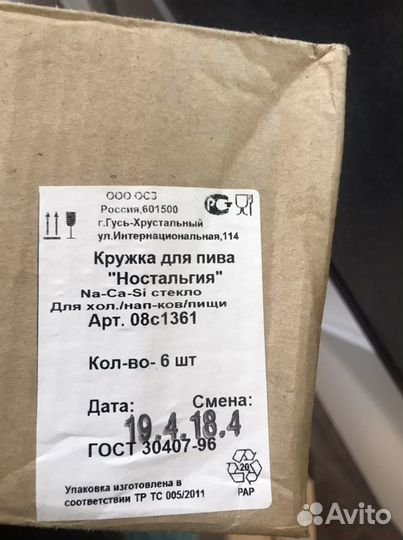 ООО ОСЗ
Россия,601500
г.Гусь-Хрустальный
ул.Интернациональная,114
РС
Кружка для пива
"Ностальгия"
Na-Ca-Si стекло
Для хол./нап-ков/пищи
Арт. 08с1361
Кол-во- 6 шт
Дата: Смена:
19.4.18.4
ГОСТ 30407-96
Упаковка изготовлена в
соответствии ТР ТС 005/2011
20
PAP
Avito